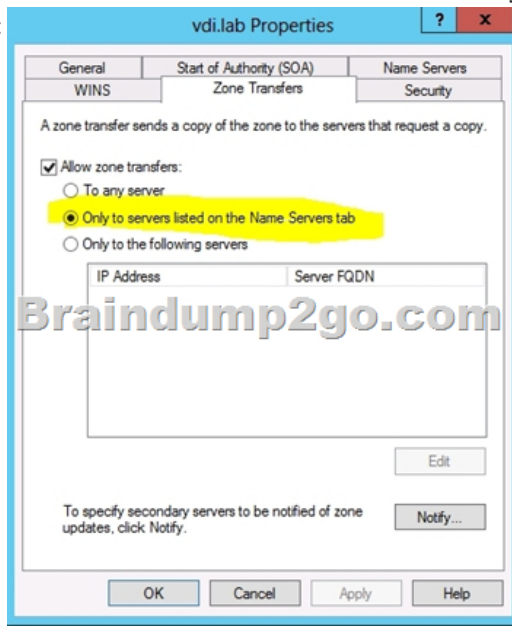 vdi.lab Properties
? x
General
Start of Authority (SOA)
Name Servers
WINS
Zone Transfers
Security
A zone transfer sends a copy of the zone to the servers that request a copy.
Allow zone transfers:
To any server
Only to servers listed on the Name Servers tab
Only to the following servers
IP Address
Server FQDN
Braindump2go.com
Edit
To specify secondary servers to be notified of zone
updates, click Notify.
Notify...
OK
Cancel
Apply
Help